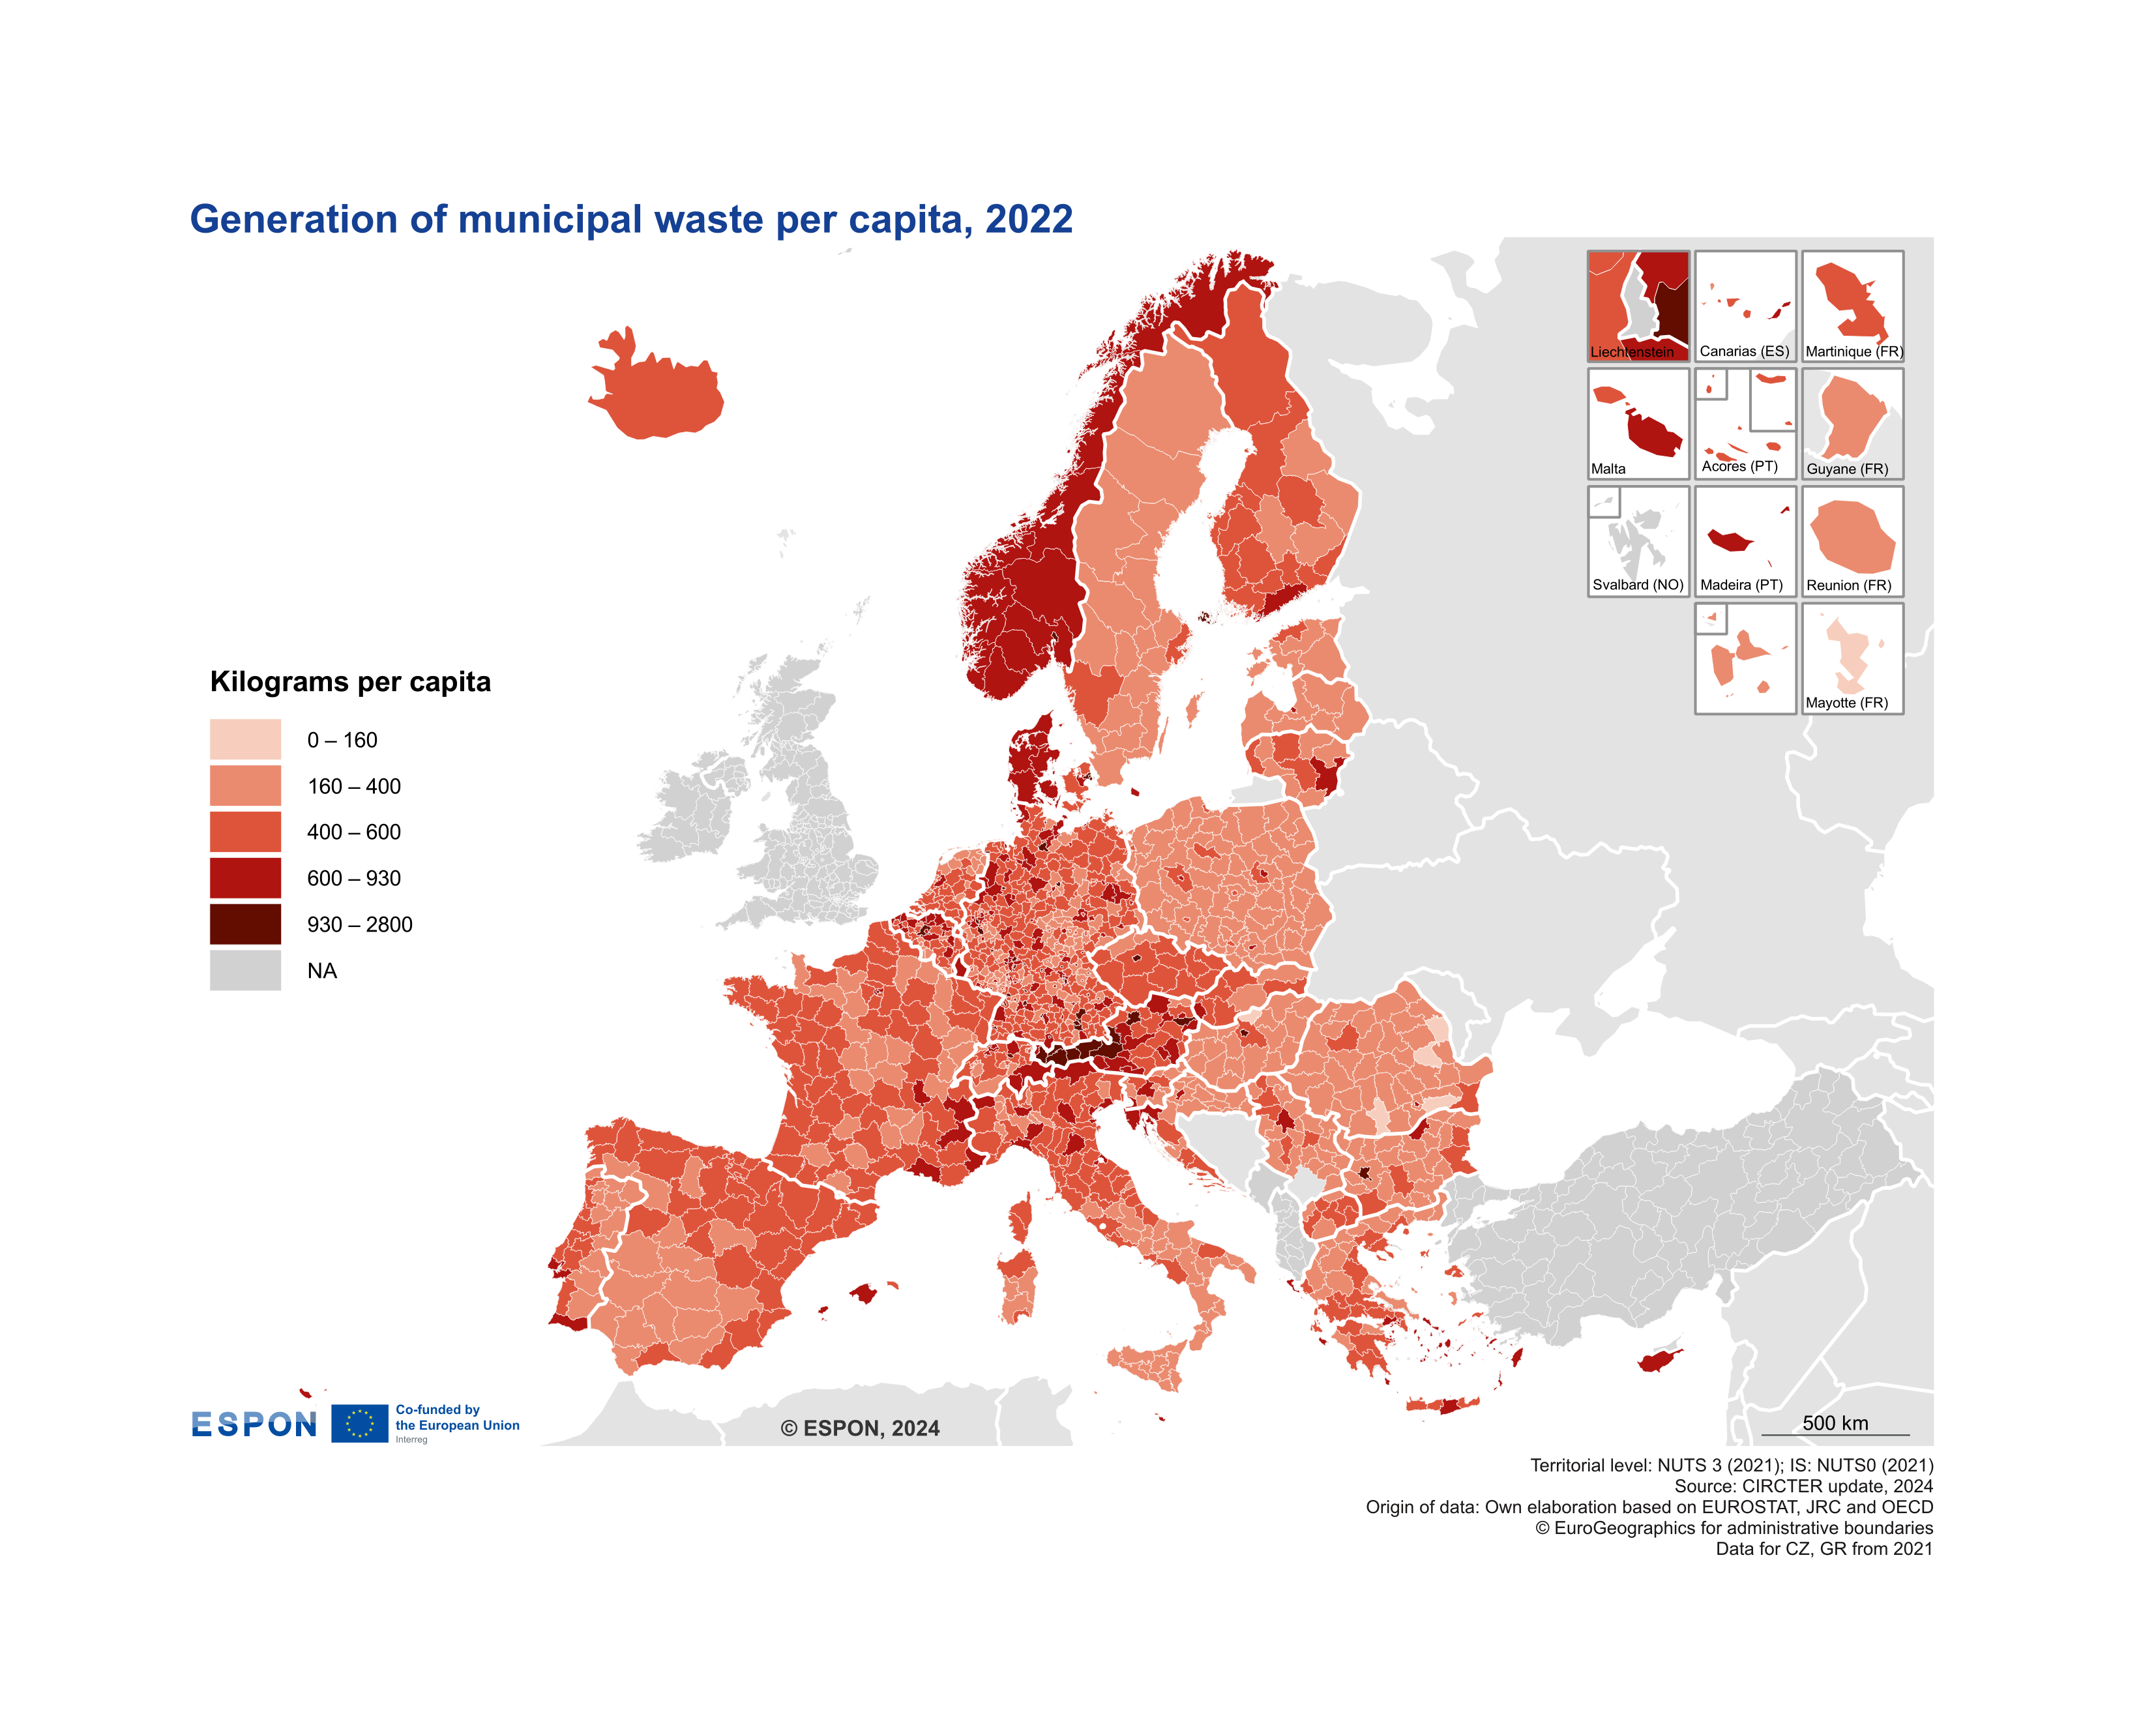 Generation of municipal waste per capita, 2022
Kilograms per capita
0 – 160
160 – 400
400 – 600
600 – 930
930 – 2800
NA
Liechtenstein
Canarias (ES)
Martinique (FR)
Malta
Acores (PT)
Guyane (FR)
Svalbard (NO)
Madeira (PT)
Reunion (FR)
Mayotte (FR)
ESPON
Co-funded by
the European Union
Interreg
© ESPON, 2024
500 km
Territorial level: NUTS 3 (2021); IS: NUTS0 (2021)
Source: CIRCTER update, 2024
Origin of data: Own elaboration based on EUROSTAT, JRC and OECD
© EuroGeographics for administrative boundaries
Data for CZ, GR from 2021